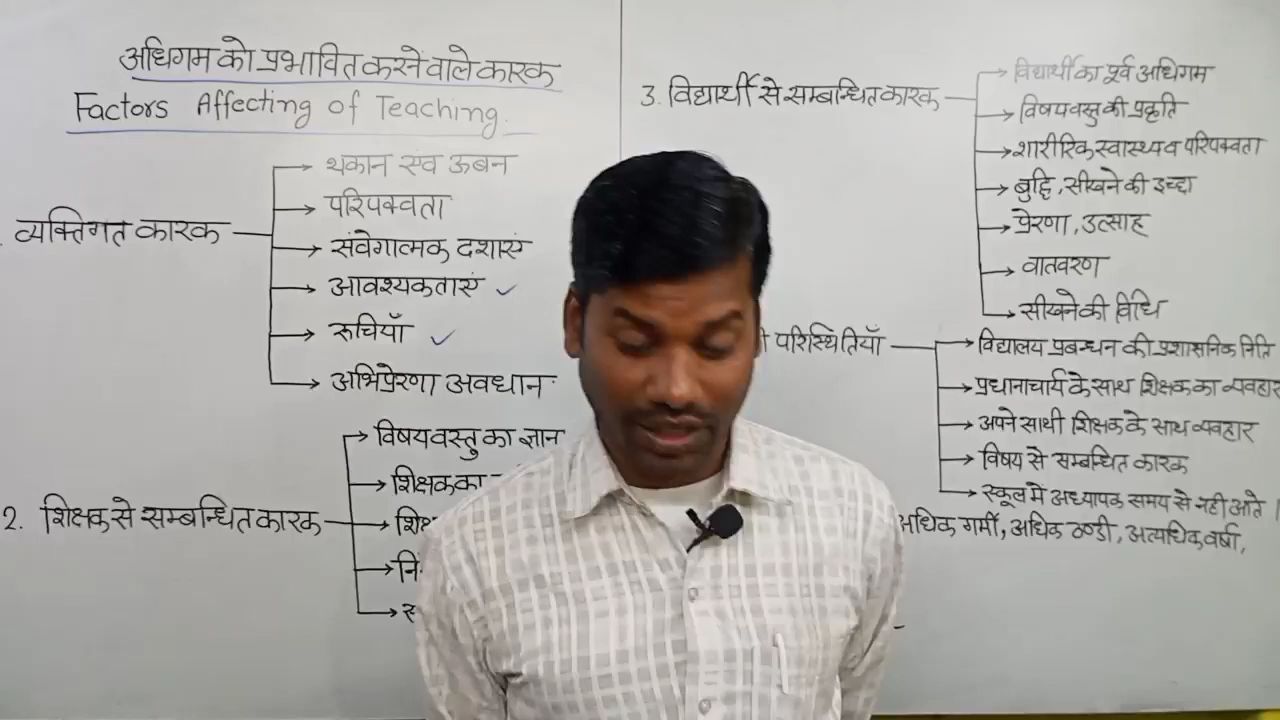 अधिगम को प्रभावित करने वाले कारक
Factors Affecting of Teaching.
व्यक्तिगत कारक
थकान एवं ऊबन
परिपक्वता
संवेगात्मक दशाएं
आवश्यकताएं ✓
रुचियाँ ✓
अभिप्रेरणा अवधान
2. शिक्षक से सम्बन्धित कारक
विषयवस्तु का ज्ञान
शिक्षक का
3. विद्यार्थी से सम्बन्धित कारक
विद्यार्थी का पूर्व अधिगम
विषयवस्तु की प्रकृति
शारीरिक स्वास्थ्य व परिपक्वता
बुद्धि, सीखने की इच्छा
प्रेरणा, उत्साह
वातवरण
सीखने की विधि
परिस्थितियाँ
विद्यालय प्रबन्धन की प्रशासनिक निति
प्रधानाचार्य के साथ शिक्षक का व्यवहार
अपने साथी शिक्षक के साथ व्यवहार
विषय से सम्बन्धित कारक
स्कूल में अध्यापक समय से नही आते।
अधिक गर्मी, अधिक ठण्डी, अत्यधिक वर्षा,